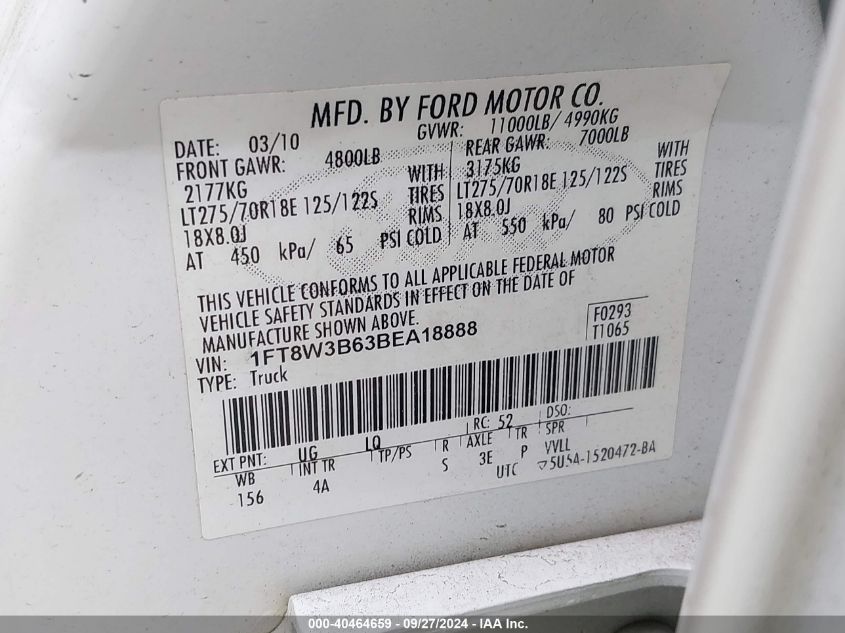 MFD. BY FORD MOTOR CO.
DATE: 03/10 GVWR: 11000LB/ 4990KG
FRONT GAWR: 4800LB REAR GAWR: 7000LB
2177KG WITH 3175KG WITH
LT275/70R18E 125/122S TIRES LT275/70R18E 125/122S TIRES
18X8.0J RIMS 18X8.0J RIMS
AT 450 kPa/ 65 PSI COLD AT 550 kPa/ 80 PSI COLD
THIS VEHICLE CONFORMS TO ALL APPLICABLE FEDERAL MOTOR
VEHICLE SAFETY STANDARDS IN EFFECT ON THE DATE OF
MANUFACTURE SHOWN ABOVE.
F0293
T1065
VIN: 1FT8W3B63BEA18888
TYPE: Truck
EXT PNT: UG LQ RC: 52 DSO:
WB INT TR TP/PS R AXLE TR SPR
156 4A S 3E P VVLL
UTC 5U5A-1520472-BA
000-40464659 - 09/27/2024 - IAA Inc.